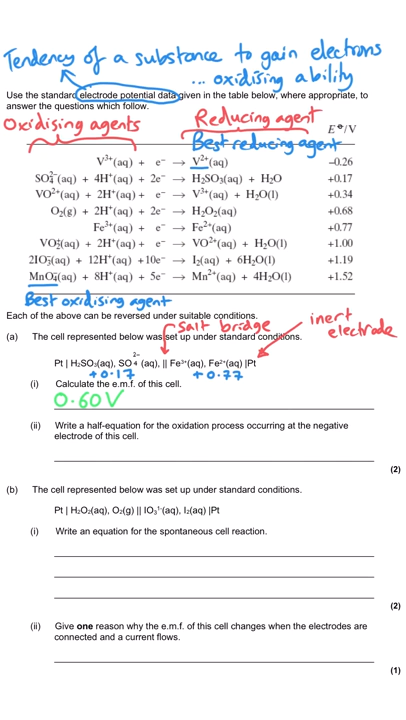 Tendency of a substance to gain electrons
... oxidising ability
Use the standard electrode potential data given in the table below, where appropriate, to
answer the questions which follow.
Oxidising agents
Reducing agent
E⦵/V
Best reducing agent
V³⁺(aq) + e⁻ → V²⁺(aq) –0.26
SO₄²⁻(aq) + 4H⁺(aq) + 2e⁻ → H₂SO₃(aq) + H₂O +0.17
VO²⁺(aq) + 2H⁺(aq) + e⁻ → V³⁺(aq) + H₂O(l) +0.34
O₂(g) + 2H⁺(aq) + 2e⁻ → H₂O₂(aq) +0.68
Fe³⁺(aq) + e⁻ → Fe²⁺(aq) +0.77
VO₂⁺(aq) + 2H⁺(aq) + e⁻ → VO²⁺(aq) + H₂O(l) +1.00
2IO₃⁻(aq) + 12H⁺(aq) +10e⁻ → I₂(aq) + 6H₂O(l) +1.19
MnO₄⁻(aq) + 8H⁺(aq) + 5e⁻ → Mn²⁺(aq) + 4H₂O(l) +1.52
Best oxidising agent
Each of the above can be reversed under suitable conditions.
salt bridge
inert
electrode
(a) The cell represented below was set up under standard conditions.
Pt | H₂SO₃(aq), SO₄²⁻ (aq), || Fe³⁺(aq), Fe²⁺(aq) |Pt
+0.17 +0.77
(i) Calculate the e.m.f. of this cell.
0.60V
(ii) Write a half-equation for the oxidation process occurring at the negative
electrode of this cell.
(2)
(b) The cell represented below was set up under standard conditions.
Pt | H₂O₂(aq), O₂(g) || IO₃¹⁻(aq), I₂(aq) |Pt
(i) Write an equation for the spontaneous cell reaction.
(2)
(ii) Give one reason why the e.m.f. of this cell changes when the electrodes are
connected and a current flows.
(1)